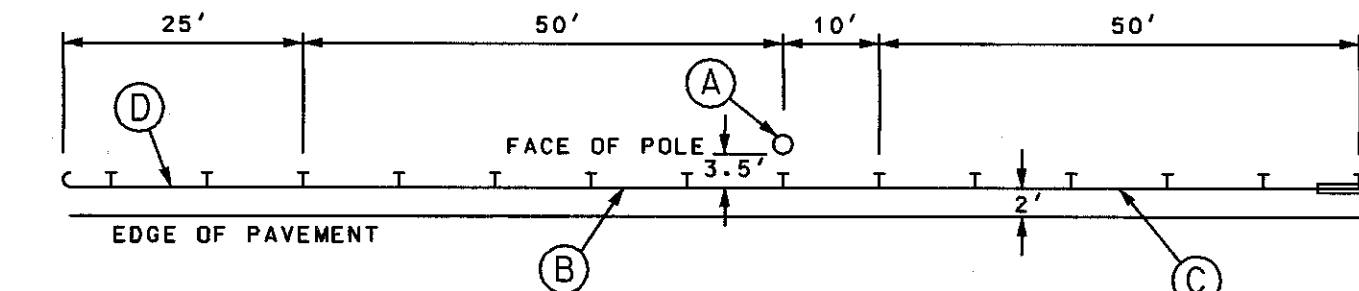 25' 50' 10' 50'
A
D
FACE OF POLE
3.5'
2'
EDGE OF PAVEMENT
B
C